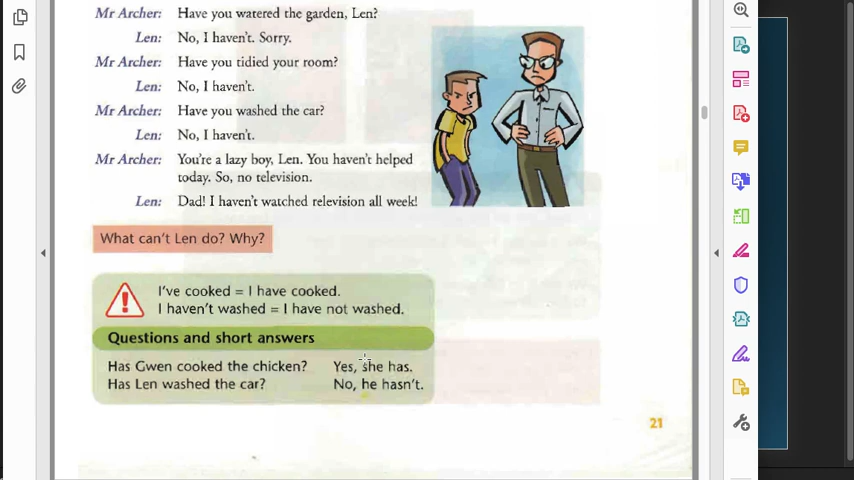 Mr Archer: Have you watered the garden, Len?
Len: No, I haven't. Sorry.
Mr Archer: Have you tidied your room?
Len: No, I haven't.
Mr Archer: Have you washed the car?
Len: No, I haven't.
Mr Archer: You're a lazy boy, Len. You haven't helped
today. So, no television.
Len: Dad! I haven't watched television all week!
What can't Len do? Why?
I've cooked = I have cooked.
I haven't washed = I have not washed.
Questions and short answers
Has Gwen cooked the chicken? Yes, she has.
Has Len washed the car? No, he hasn't.
21